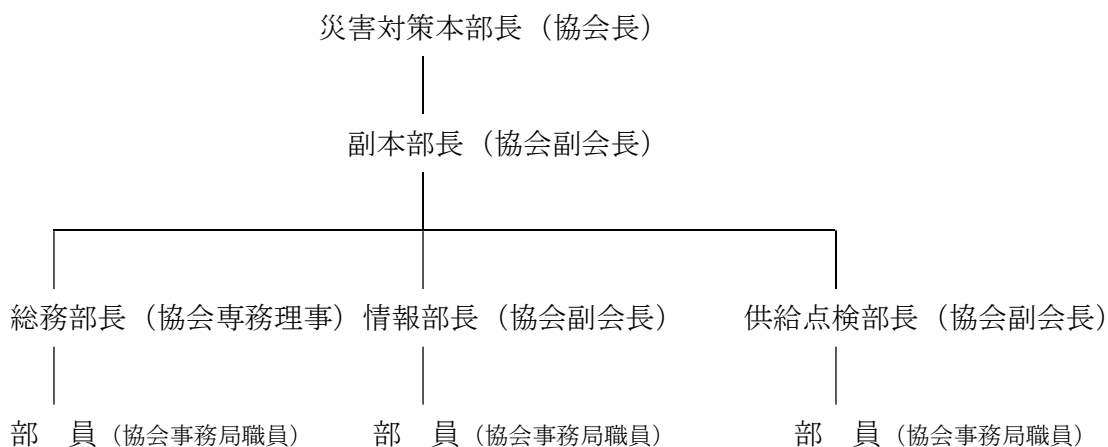 災害対策本部長（協会長）
副本部長（協会副会長）
総務部長（協会専務理事）情報部長（協会副会長） 供給点検部長（協会副会長）
部　員（協会事務局職員） 部　員（協会事務局職員） 部　員（協会事務局職員）